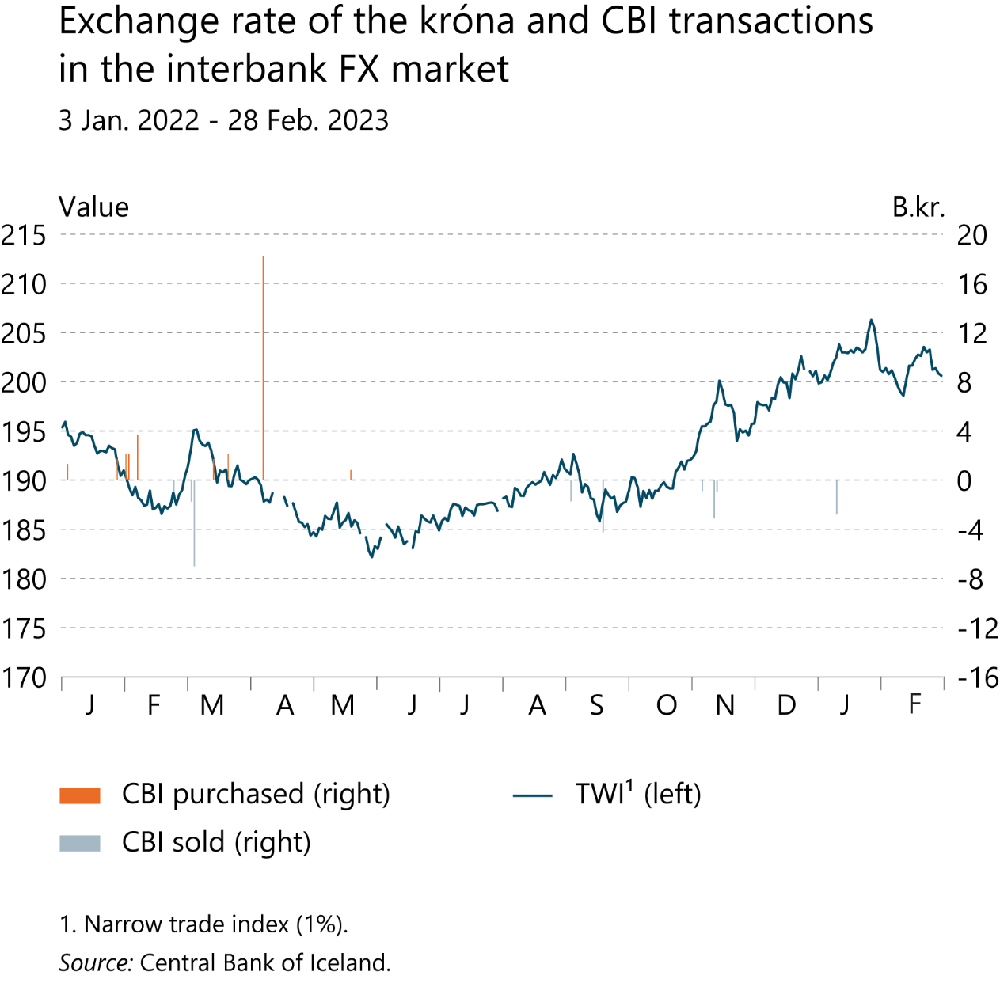 Exchange rate of the króna and CBI transactions
in the interbank FX market
3 Jan. 2022 - 28 Feb. 2023
Value B.kr.
215 20
210 16
205 12
200 8
195 4
190 0
185 -4
180 -8
175 -12
170 -16
J F M A M J J A S O N D J F
CBI purchased (right) TWI¹ (left)
CBI sold (right)
1. Narrow trade index (1%).
Source: Central Bank of Iceland.